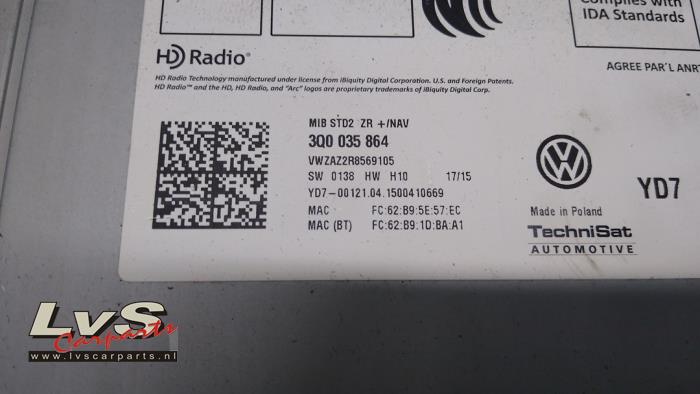 Complies with
IDA Standards
HD Radio®
AGREE PAR'L ANR
HD Radio Technology manufactured under license from iBiquity Digital Corporation. U.S. and Foreign Patents.
HD Radio™ and the HD, HD Radio, and "Arc" logos are proprietary trademarks of iBiquity Digital Corp.
MIB STD2 ZR +/NAV
3Q0 035 864
VWZAZ2R8569105
SW 0138 HW H10 17/15
YD7-00121.04.1500410669
MAC FC:62:B9:5E:57:EC
MAC (BT) FC:62:B9:1D:BA:A1
YD7
Made in Poland
TechniSat
AUTOMOTIVE
LvS
Carparts
www.lvscarparts.nl